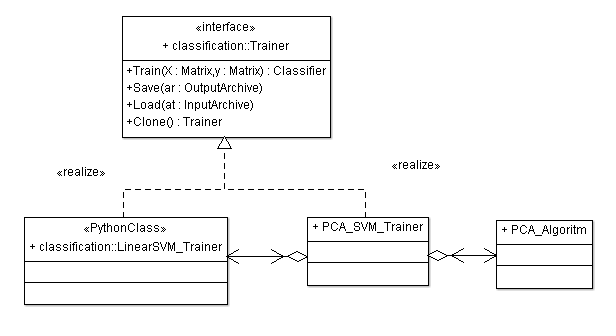 «interface»
+ classification::Trainer
+Train(X : Matrix,y : Matrix) : Classifier
+Save(ar : OutputArchive)
+Load(at : InputArchive)
+Clone() : Trainer
«realize»
«realize»
«PythonClass»
+ classification::LinearSVM_Trainer
+ PCA_SVM_Trainer
+ PCA_Algoritm